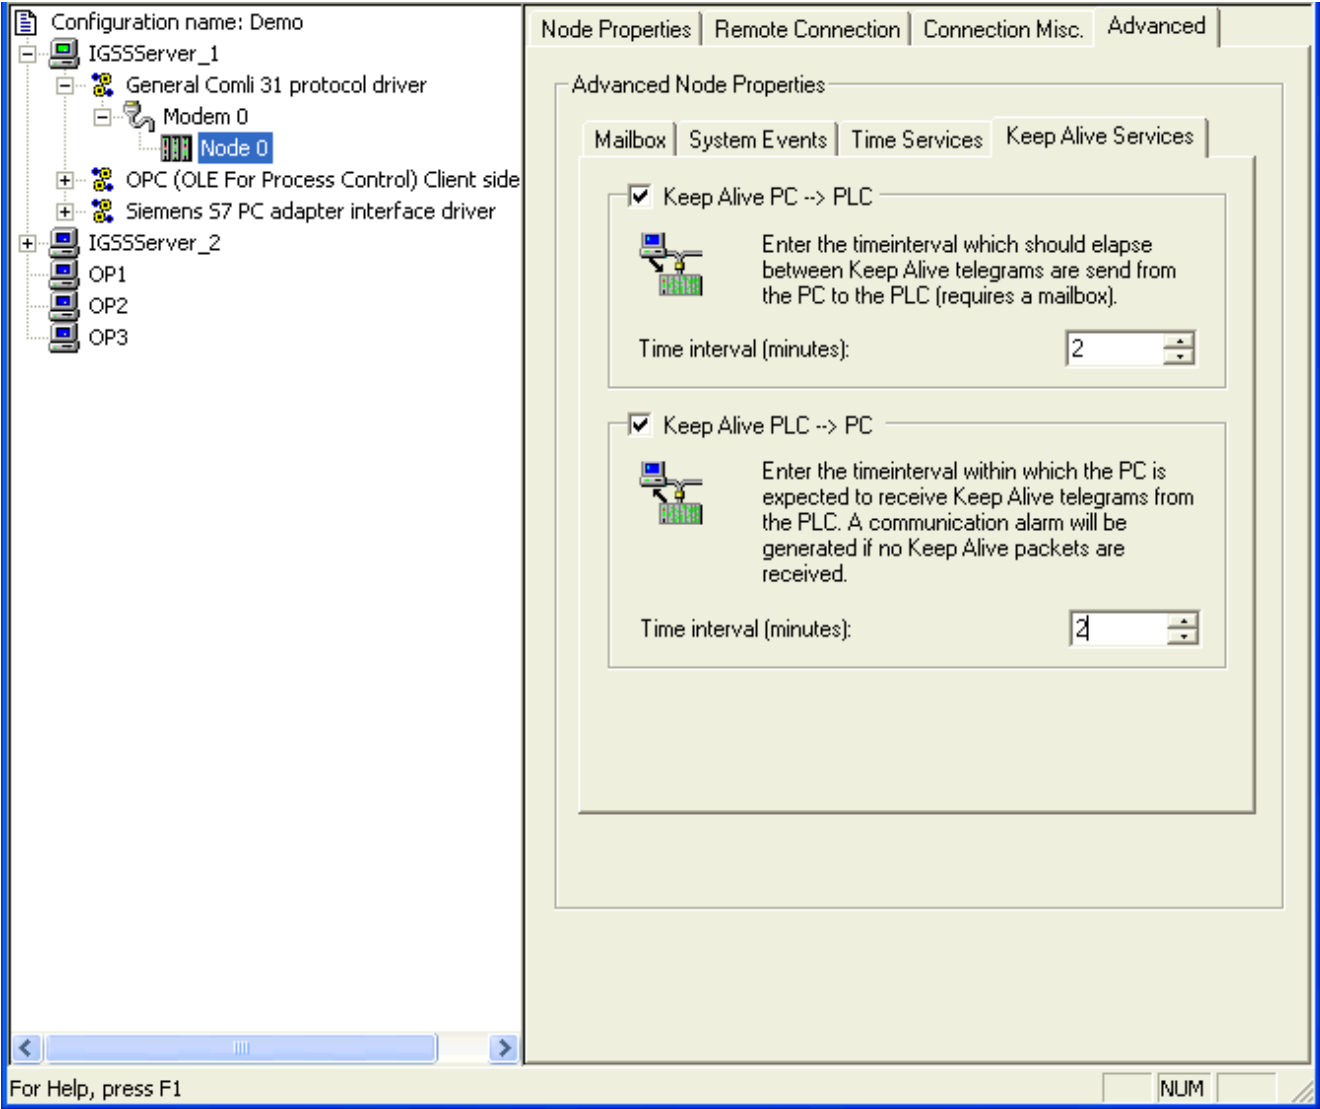 Configuration name: Demo
IGSSServer_1
General Comli 31 protocol driver
Modem 0
Node 0
OPC (OLE For Process Control) Client side
Siemens S7 PC adapter interface driver
IGSSServer_2
OP1
OP2
OP3
Node Properties Remote Connection Connection Misc. Advanced
Advanced Node Properties
Mailbox System Events Time Services Keep Alive Services
Keep Alive PC --> PLC
Enter the timeinterval which should elapse
between Keep Alive telegrams are send from
the PC to the PLC (requires a mailbox).
Time interval (minutes): 2
Keep Alive PLC --> PC
Enter the timeinterval within which the PC is
expected to receive Keep Alive telegrams from
the PLC. A communication alarm will be
generated if no Keep Alive packets are
received.
Time interval (minutes): 2
For Help, press F1 NUM